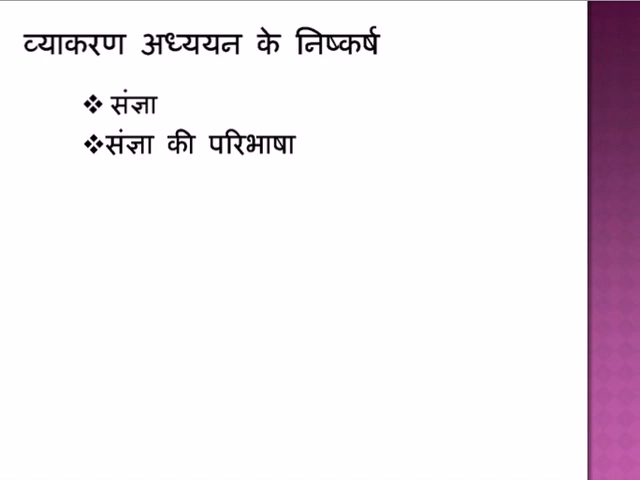 व्याकरण अध्ययन के निष्कर्ष
❖ संज्ञा
❖संज्ञा की परिभाषा